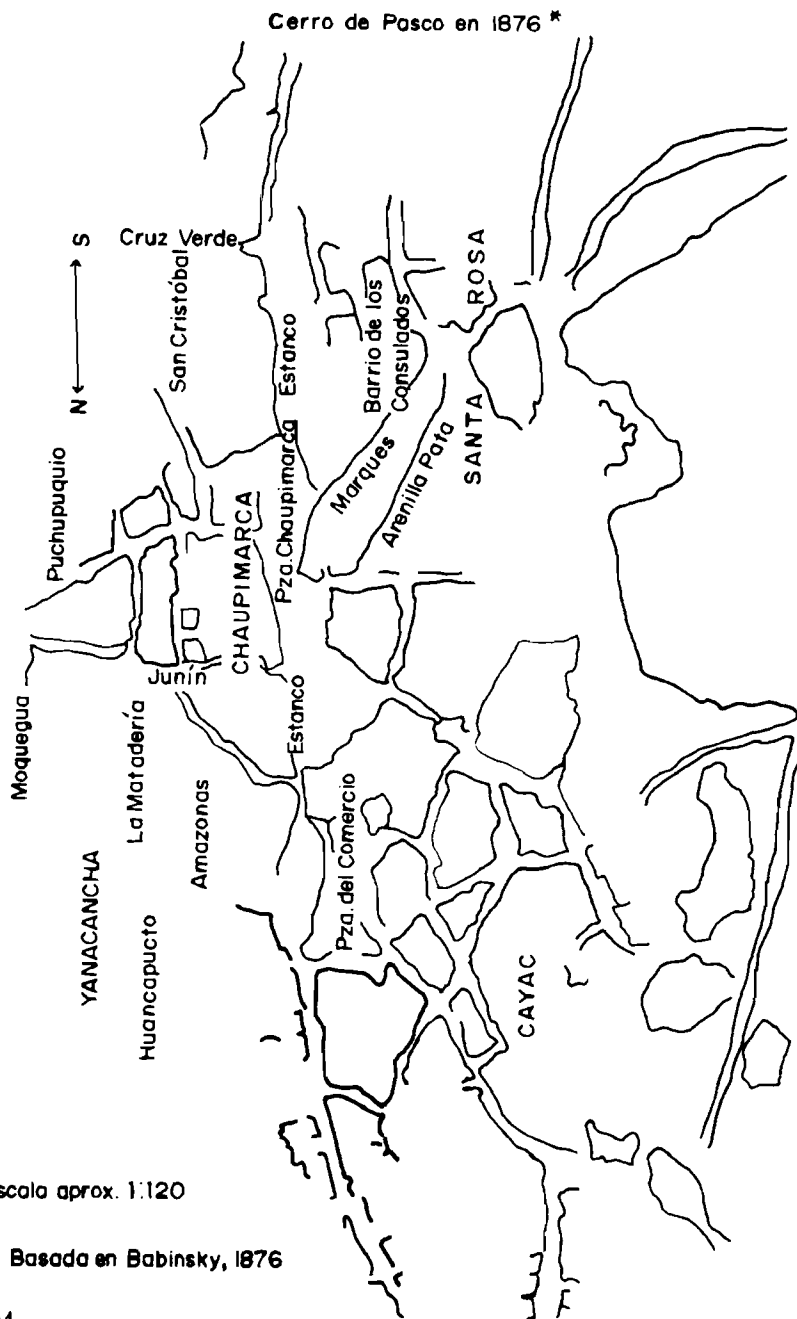 Cerro de Pasco en 1876 *
N
S
Moquegua
Puchupuquio
San Cristóbal
Cruz Verde
YANACANCHA
La Matadería
Junín
CHAUPIMARCA
Pza. Chaupimarca
Estanco
Barrio de los
Consulados
Huancapucto
Amazonas
Estanco
Marques
Arenilla Pata
SANTA ROSA
Pza. del Comercio
CAYAC
scala aprox. 1:120
Basada en Babinsky, 1876